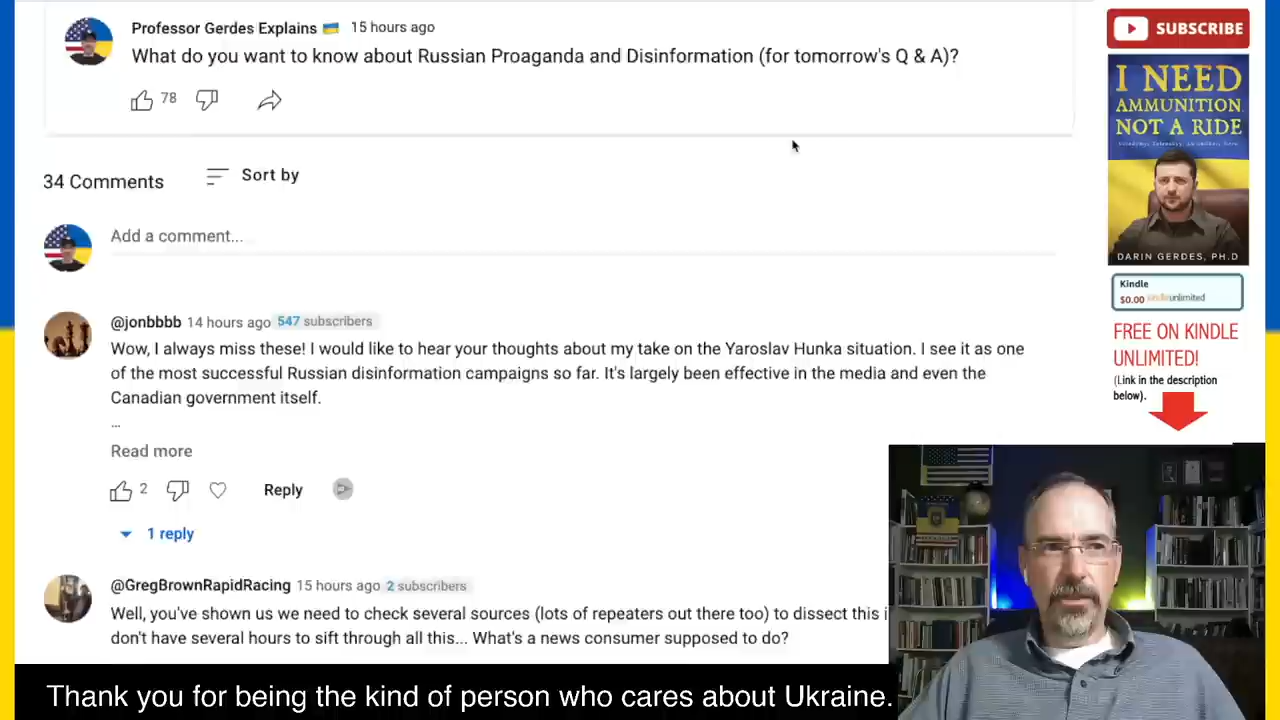 Professor Gerdes Explains 15 hours ago
What do you want to know about Russian Proaganda and Disinformation (for tomorrow's Q & A)?
78
34 Comments
Sort by
Add a comment...
@jonbbbb 14 hours ago 547 subscribers
Wow, I always miss these! I would like to hear your thoughts about my take on the Yaroslav Hunka situation. I see it as one
of the most successful Russian disinformation campaigns so far. It's largely been effective in the media and even the
Canadian government itself.
...
Read more
2
Reply
1 reply
@GregBrownRapidRacing 15 hours ago 2 subscribers
Well, you've shown us we need to check several sources (lots of repeaters out there too) to dissect this i
don't have several hours to sift through all this... What's a news consumer supposed to do?
Thank you for being the kind of person who cares about Ukraine.
SUBSCRIBE
I NEED
AMMUNITION,
NOT A RIDE
DARIN GERDES, PH.D
Kindle
$0.00 kindleunlimited
FREE ON KINDLE
UNLIMITED!
(Link in the description
below).